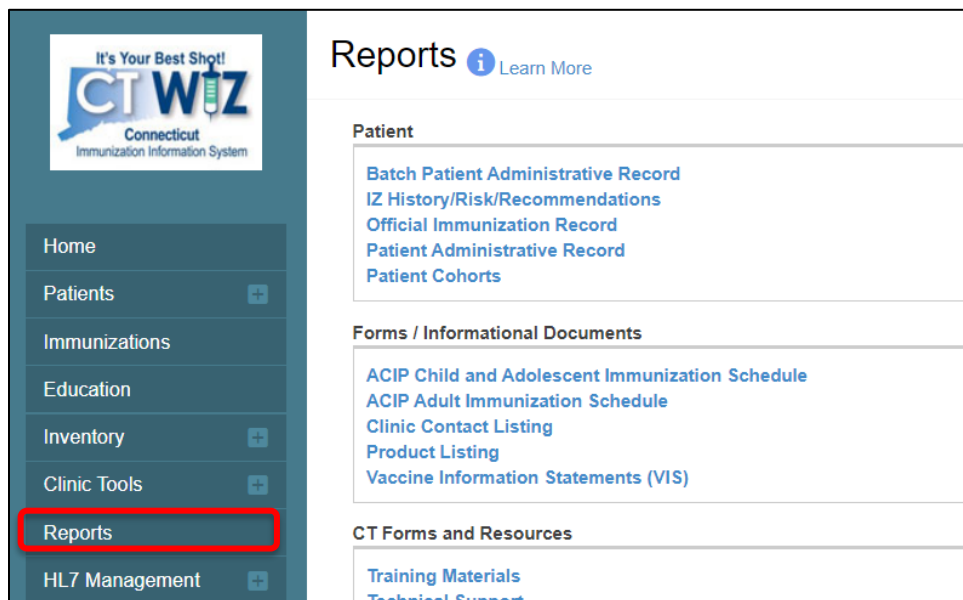 It's Your Best Shot!
CT WiZ
Connecticut
Immunization Information System
Home
Patients
Immunizations
Education
Inventory
Clinic Tools
Reports
HL7 Management
Reports i Learn More
Patient
Batch Patient Administrative Record
IZ History/Risk/Recommendations
Official Immunization Record
Patient Administrative Record
Patient Cohorts
Forms / Informational Documents
ACIP Child and Adolescent Immunization Schedule
ACIP Adult Immunization Schedule
Clinic Contact Listing
Product Listing
Vaccine Information Statements (VIS)
CT Forms and Resources
Training Materials
Technical Support